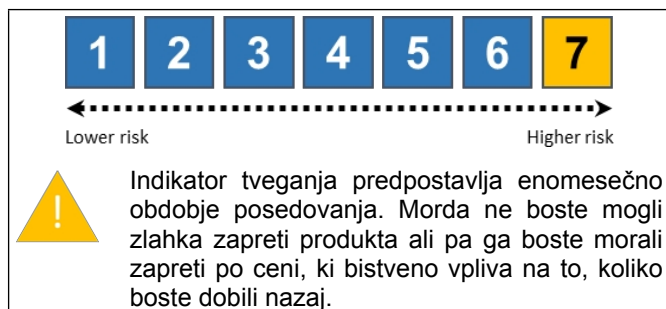 1 2 3 4 5 6 7
Lower risk Higher risk
!
Indikator tveganja predpostavlja enomesečno
obdobje posedovanja. Morda ne boste mogli
zlahka zapreti produkta ali pa ga boste morali
zapreti po ceni, ki bistveno vpliva na to, koliko
boste dobili nazaj.